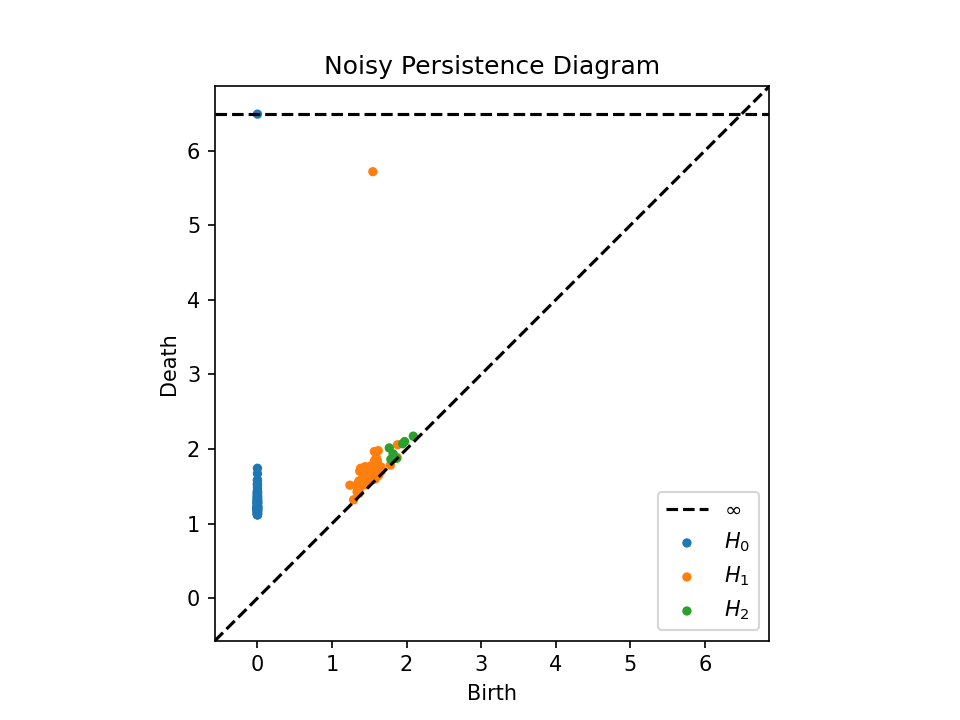 Noisy Persistence Diagram
Death
6
5
4
3
2
1
0
∞
H₀
H₁
H₂
0 1 2 3 4 5 6
Birth